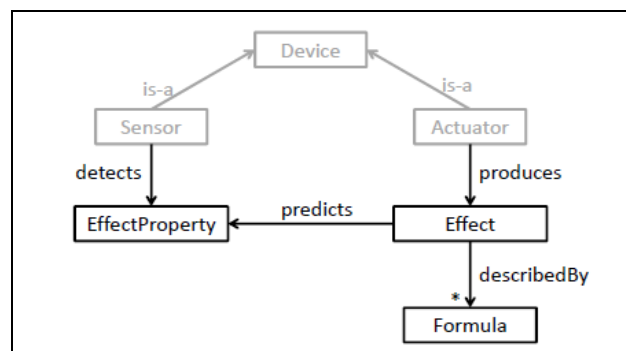 Device
is-a
is-a
Sensor
Actuator
detects
produces
EffectProperty
predicts
Effect
describedBy
*
Formula